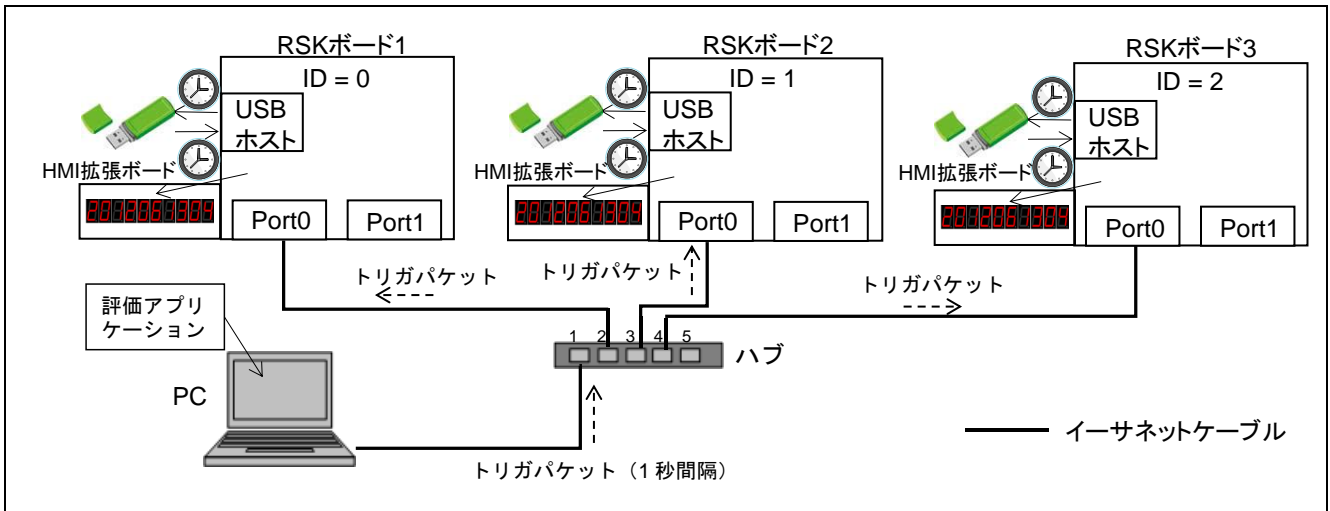 RSKボード1
ID = 0
USB
ホスト
HMI拡張ボード
Port0
Port1
RSKボード2
ID = 1
USB
ホスト
HMI拡張ボード
Port0
Port1
RSKボード3
ID = 2
USB
ホスト
HMI拡張ボード
Port0
Port1
トリガパケット
トリガパケット
トリガパケット
評価アプリ
ケーション
PC
1 2 3 4 5
ハブ
トリガパケット（1 秒間隔）
イーサネットケーブル